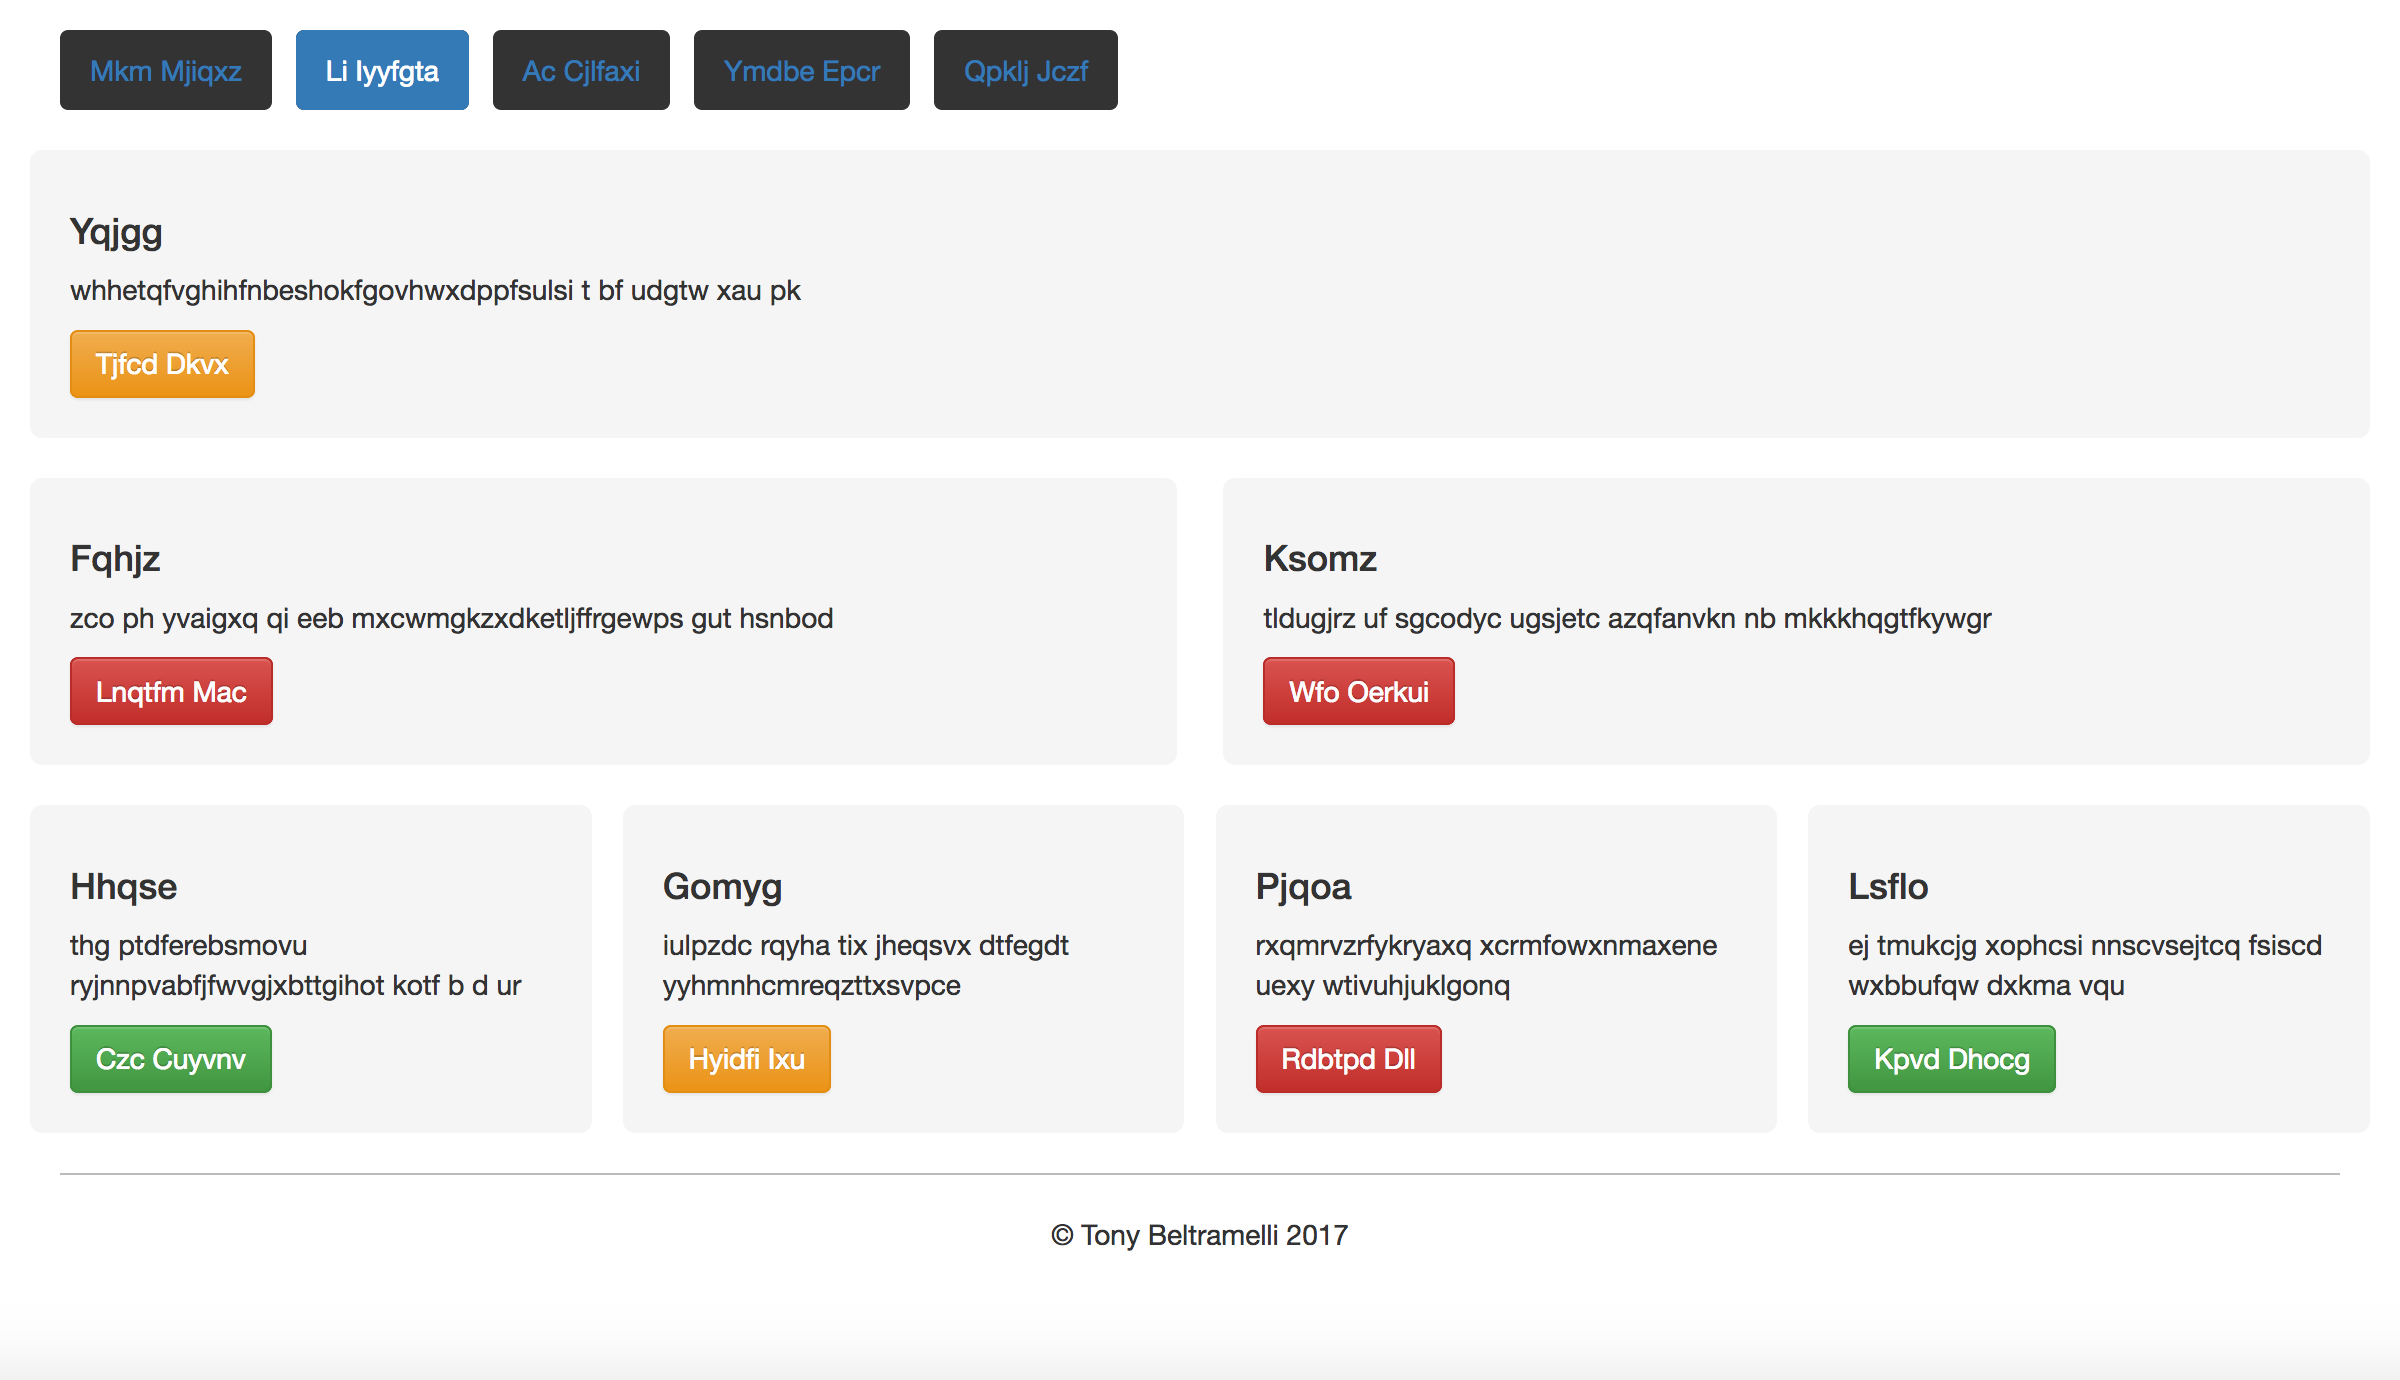 Mkm Mjiqxz
Li Iyyfgta
Ac Cjlfaxi
Ymdbe Epcr
Qpklj Jczf
Yqjgg
whhetqfvghihfnbeshokfgovhwxdppfsulsi t bf udgtw xau pk
Tjfcd Dkvx
Fqhjz
zco ph yvaigxq qi eeb mxcwmgkzxdketljffrgewps gut hsnbod
Lnqtfm Mac
Ksomz
tldugjrz uf sgcodyc ugsjetc azqfanvkn nb mkkkhqgtfkywgr
Wfo Oerkui
Hhqse
thg ptdferebsmovu
ryjnnpvabfjfwvgjxbttgihot kotf b d ur
Czc Cuyvnv
Gomyg
iulpzdc rqyha tix jheqsvx dtfegdt
yyhmnhcmreqzttxsvpce
Hyidfi Ixu
Pjqoa
rxqmrvzrfykryaxq xcrmfowxnmaxene
uexy wtivuhjuklgonq
Rdbtpd Dll
Lsflo
ej tmukcjg xophcsi nnscvsejtcq fsiscd
wxbbufqw dxkma vqu
Kpvd Dhocg
© Tony Beltramelli 2017